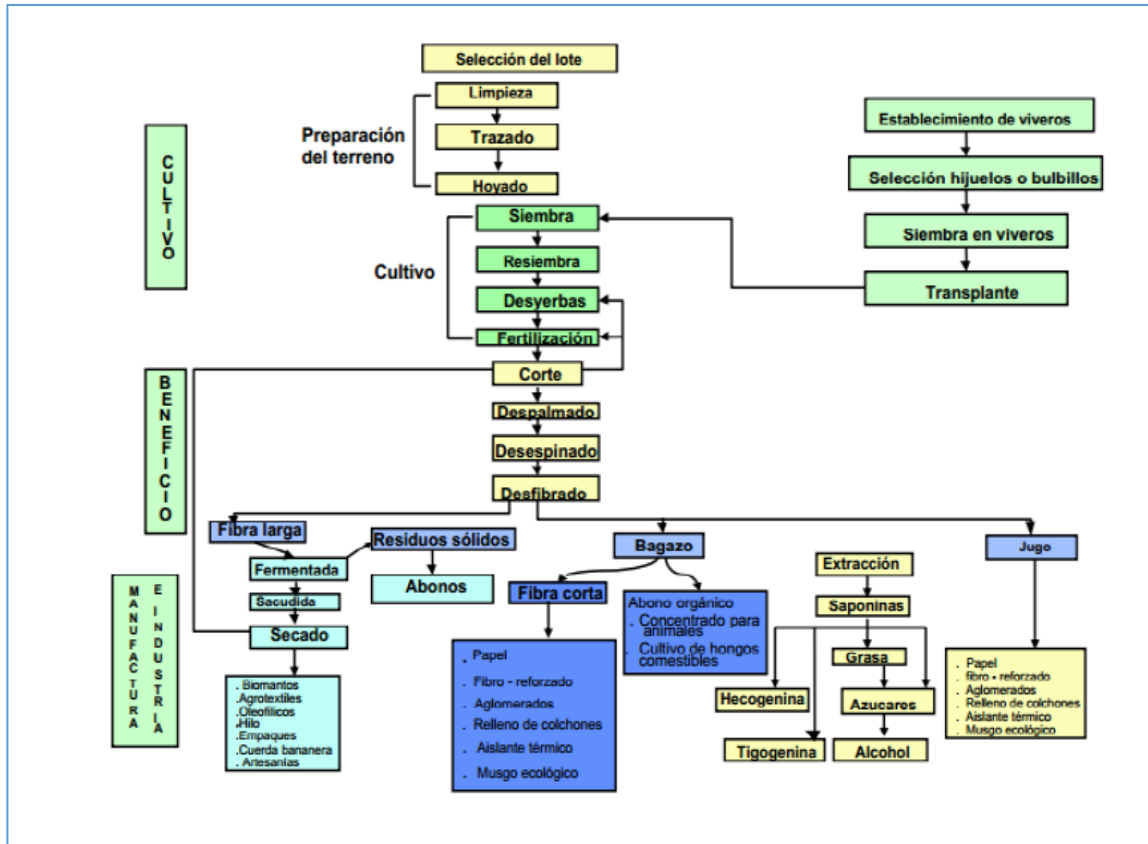 Selección del lote
Limpieza
Preparación
del terreno
Trazado
Hoyado
CULTIVO
Establecimiento de viveros
Selección hijuelos o bulbillos
Siembra en viveros
Transplante
Siembra
Cultivo
Resiembra
Desyerbas
Fertilización
BENEFICIO
Corte
Despalmado
Desespinado
Desfibrado
Fibra larga
Residuos sólidos
Bagazo
Jugo
MANUFACTURA
E INDUSTRIA
Fermentada
Sacudida
Secado
Abonos
. Biomantos
. Agrotextiles
. Oleofilicos
. Hilo
. Empaques
. Cuerda bananera
. Artesanías
Fibra corta
. Papel
. Fibro - reforzado
. Aglomerados
. Relleno de colchones
. Aislante térmico
. Musgo ecológico
Abono orgánico
. Concentrado para
animales
. Cultivo de hongos
comestibles
Extracción
Saponinas
Grasa
Hecogenina
Azucares
Tigogenina
Alcohol
. Papel
. fibro - reforzado
. Aglomerados
. Relleno de colchones
. Aislante térmico
. Musgo ecológico